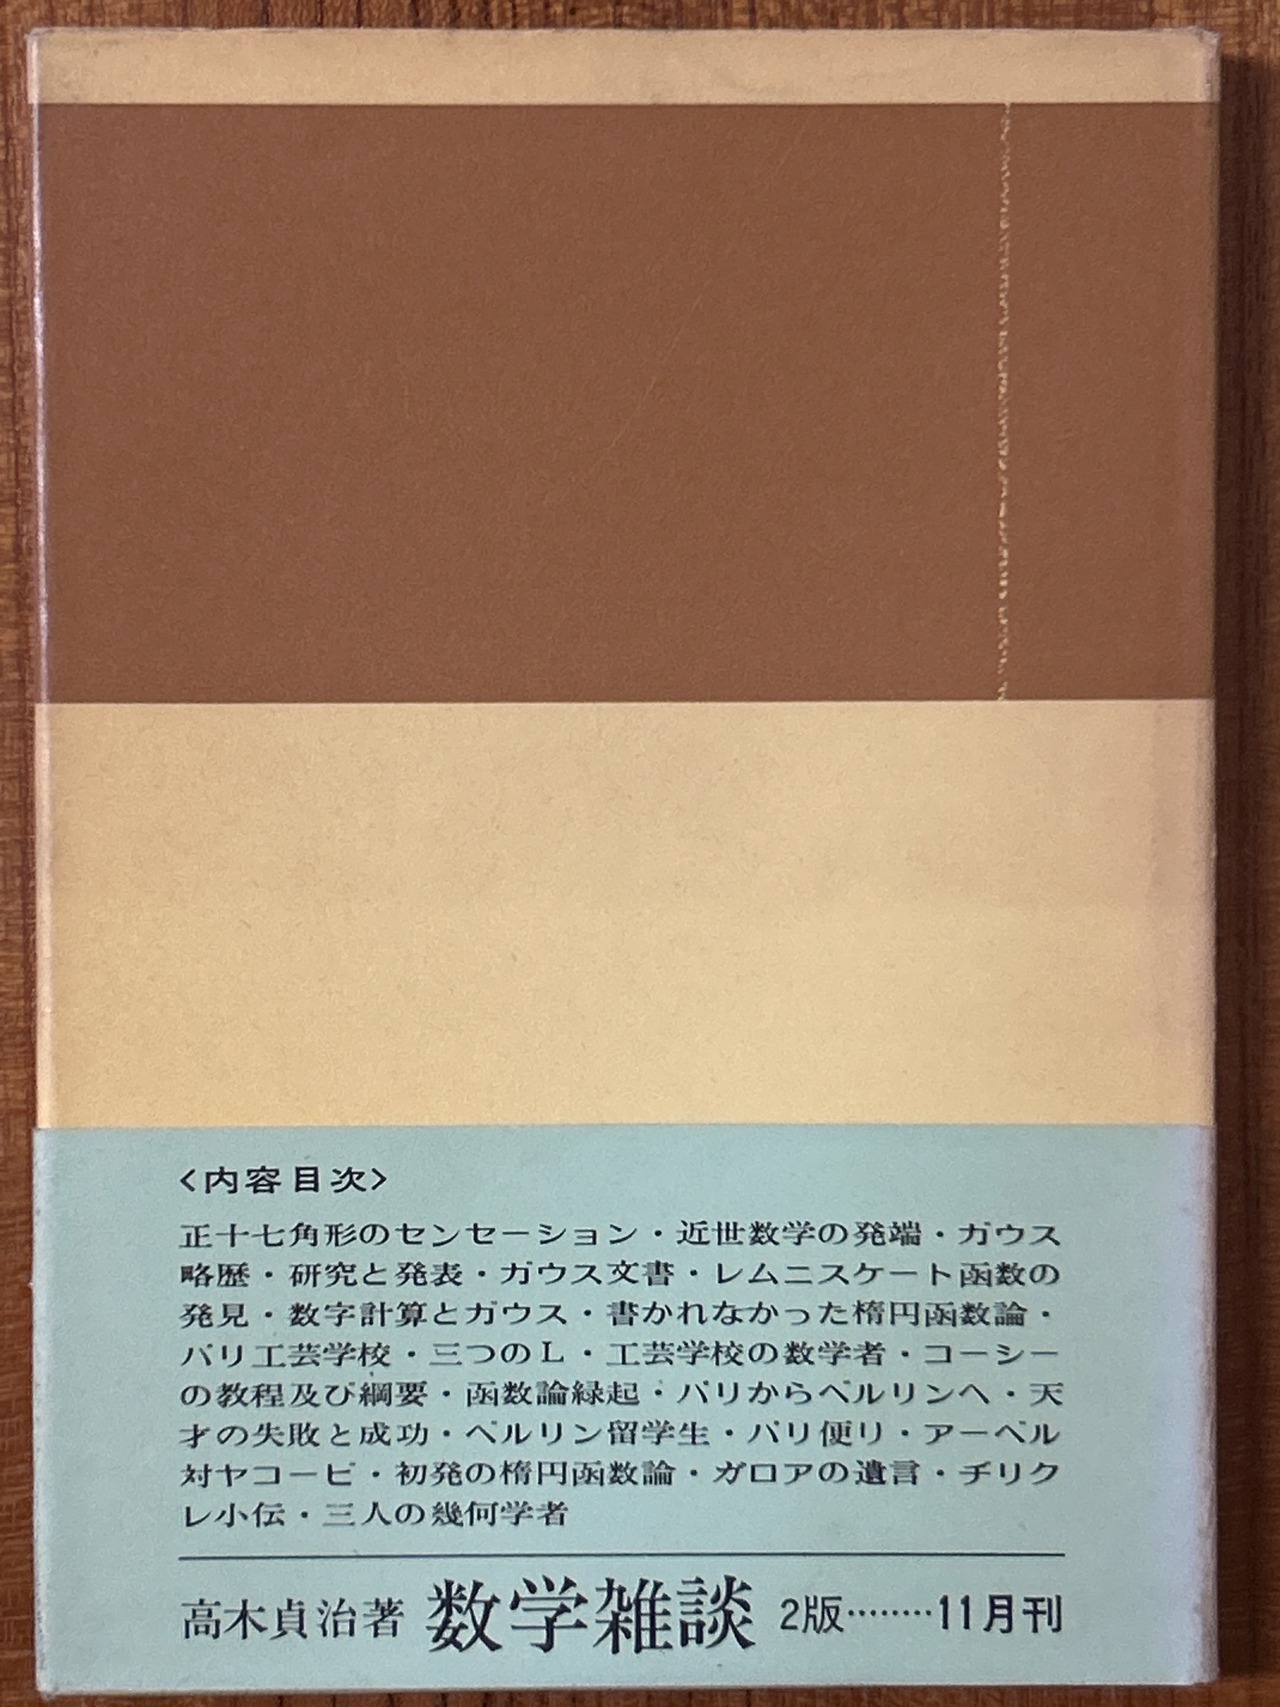 <内容目次>
正十七角形のセンセーション・近世数学の発端・ガウス
略歴・研究と発表・ガウス文書・レムニスケート函数の
発見・数字計算とガウス・書かれなかった楕円函数論・
パリ工芸学校・三つのL・工芸学校の数学者・コーシー
の教程及び綱要・函数論縁起・パリからベルリンへ・天
才の失敗と成功・ベルリン留学生・パリ便り・アーベル
対ヤコービ・初発の楕円函数論・ガロアの遺言・ヂリク
レ小伝・三人の幾何学者
高木貞治著 数学雑談 2版………11月刊